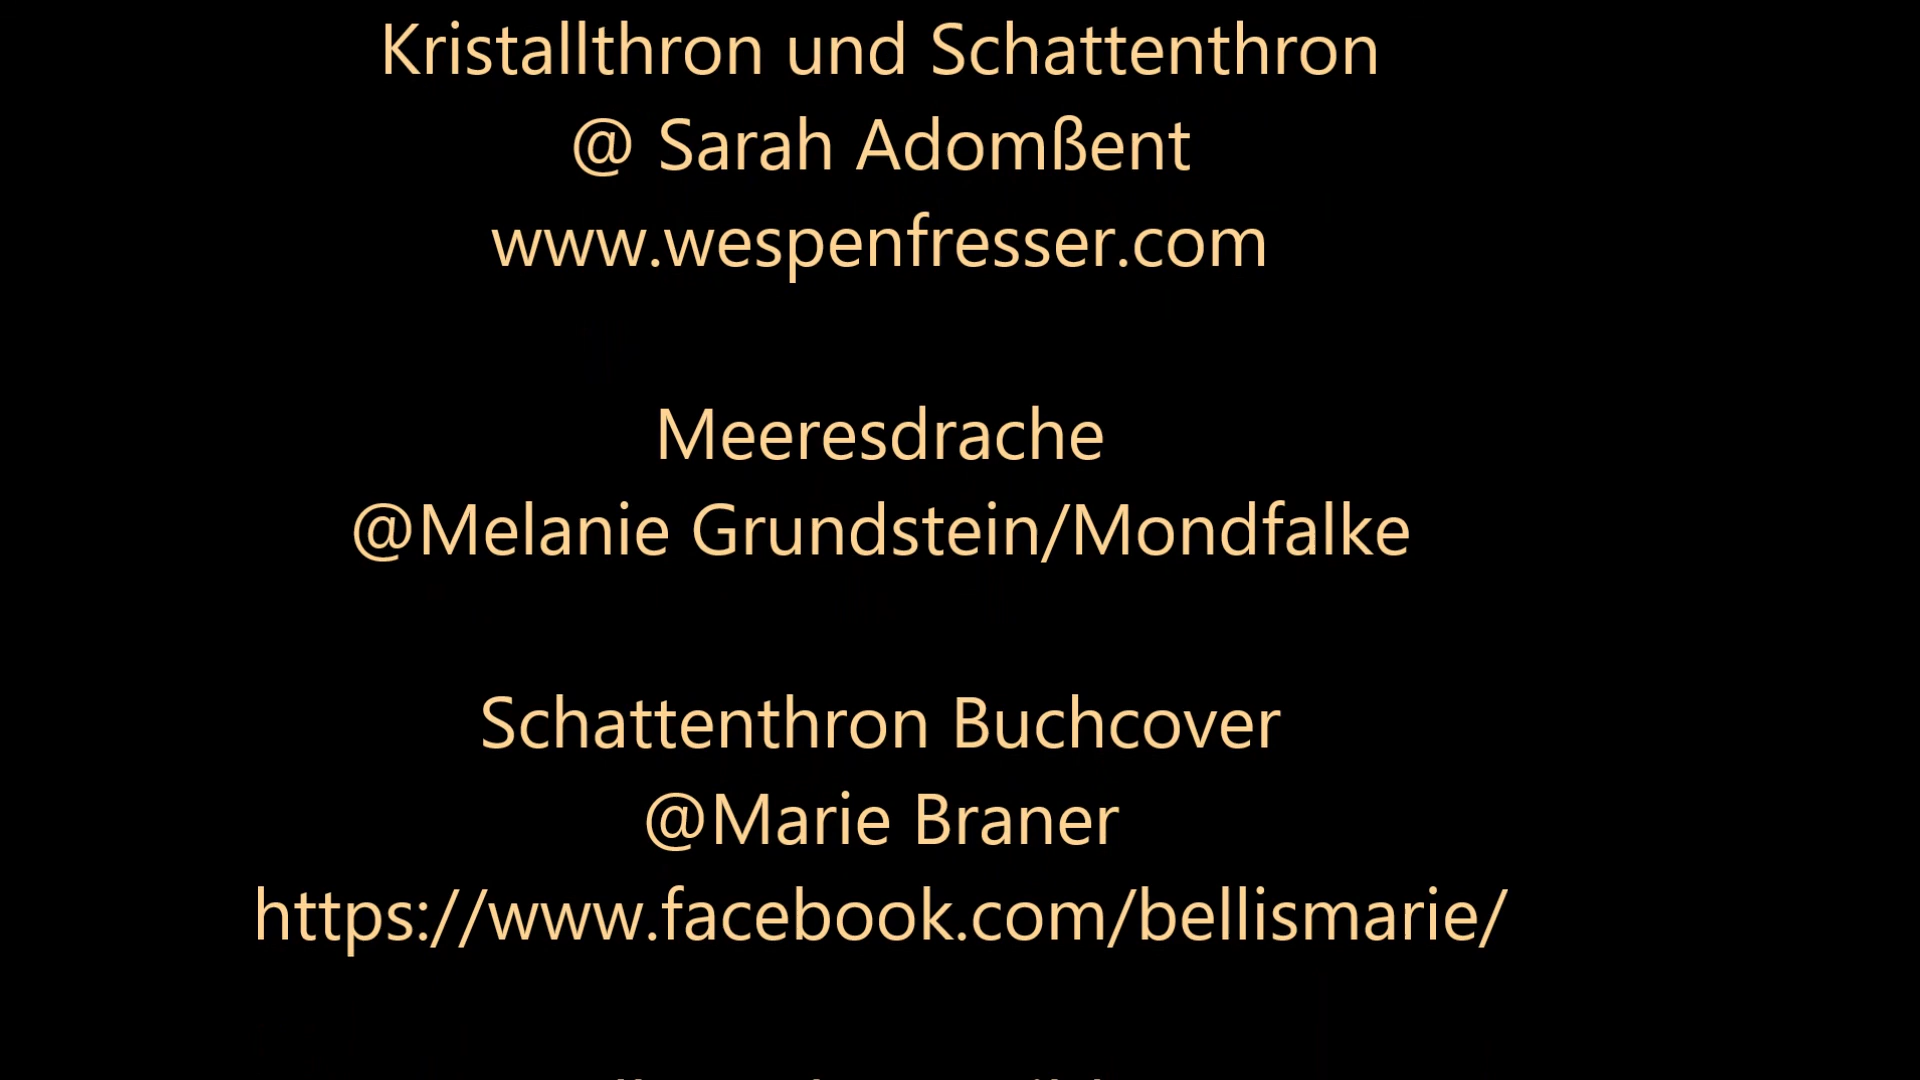 Kristallthron und Schattenthron
@ Sarah Adomßent
www.wespenfresser.com
Meeresdrache
@Melanie Grundstein/Mondfalke
Schattenthron Buchcover
@Marie Braner
https://www.facebook.com/bellismarie/